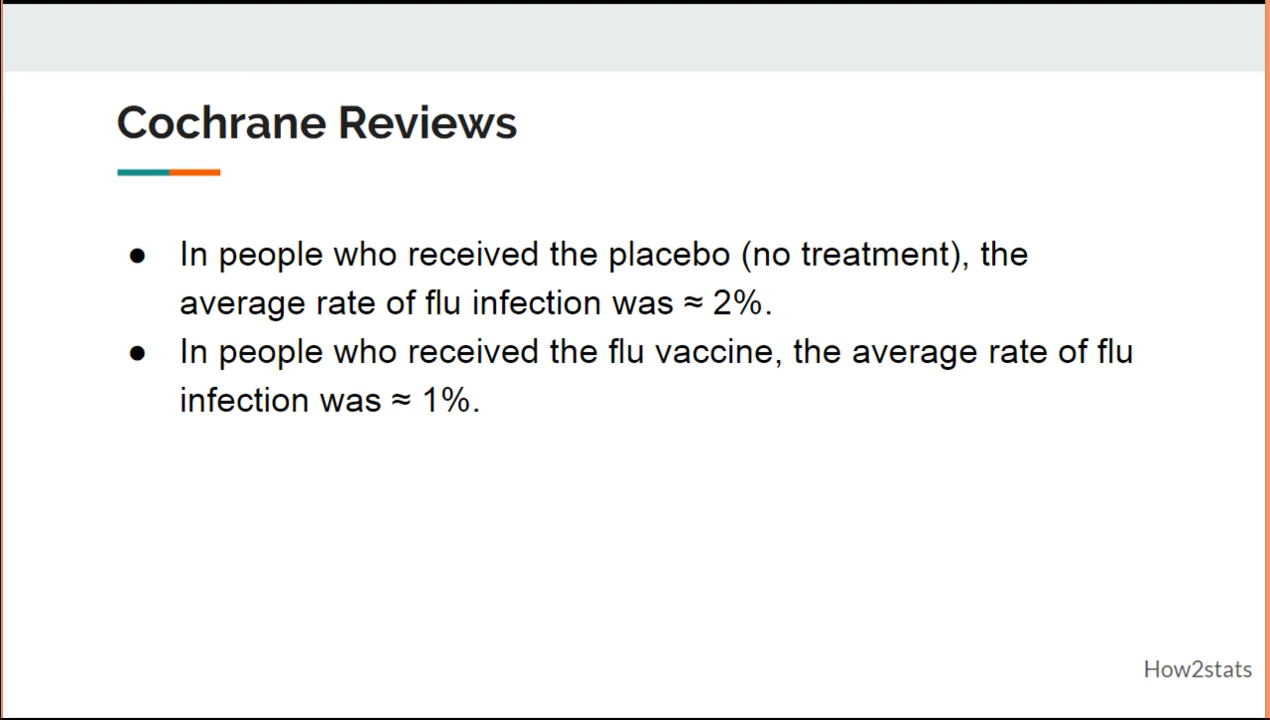 Cochrane Reviews
● In people who received the placebo (no treatment), the
average rate of flu infection was ≈ 2%.
● In people who received the flu vaccine, the average rate of flu
infection was ≈ 1%.
How2stats